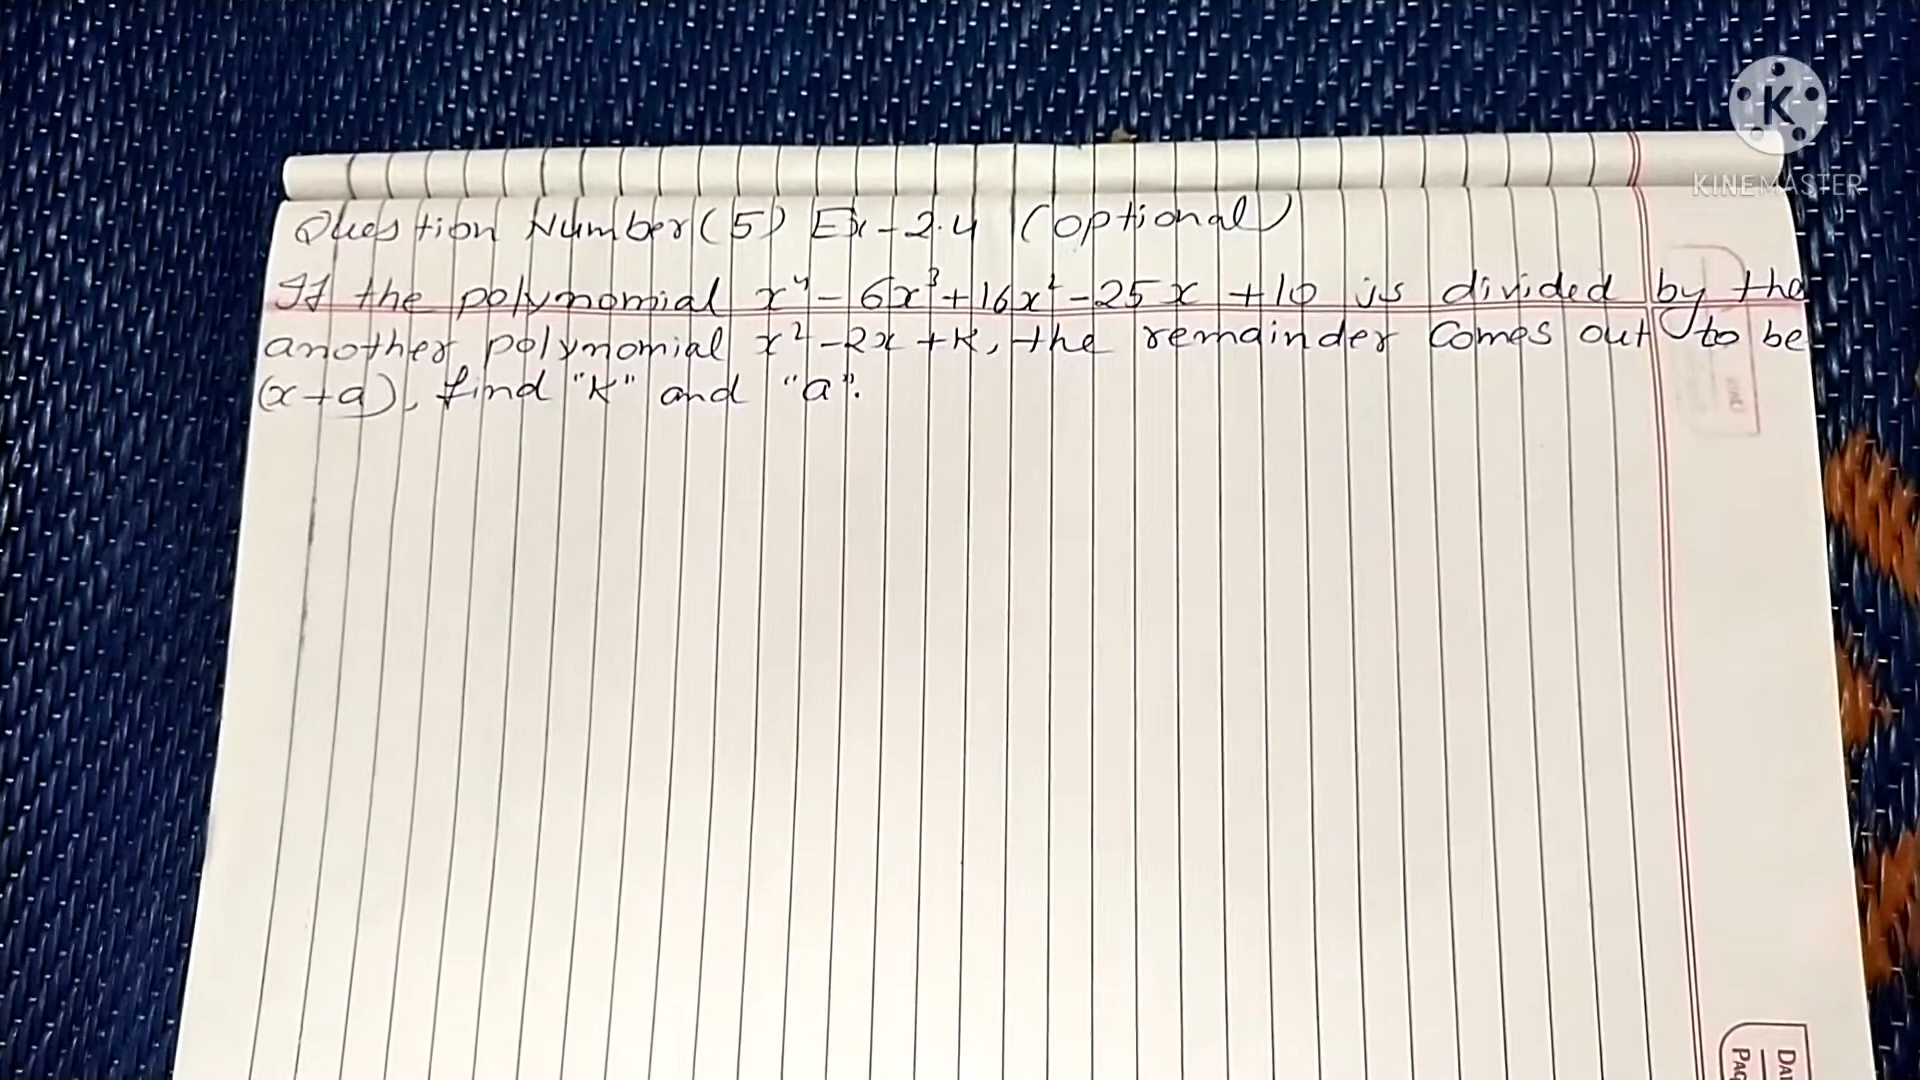 Question Number (5) Ex-2.4 (optional)
If the polynomial x⁴ - 6x³ + 16x² - 25x + 10 is divided by the
another polynomial x² - 2x + K, the remainder comes out to be
(x+a), find "K" and "a".
KINEMASTER
K